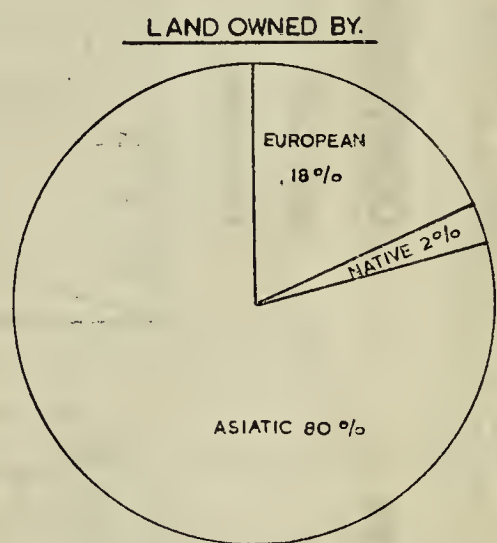 LAND OWNED BY.
EUROPEAN
18%
NATIVE 2%
ASIATIC 80%